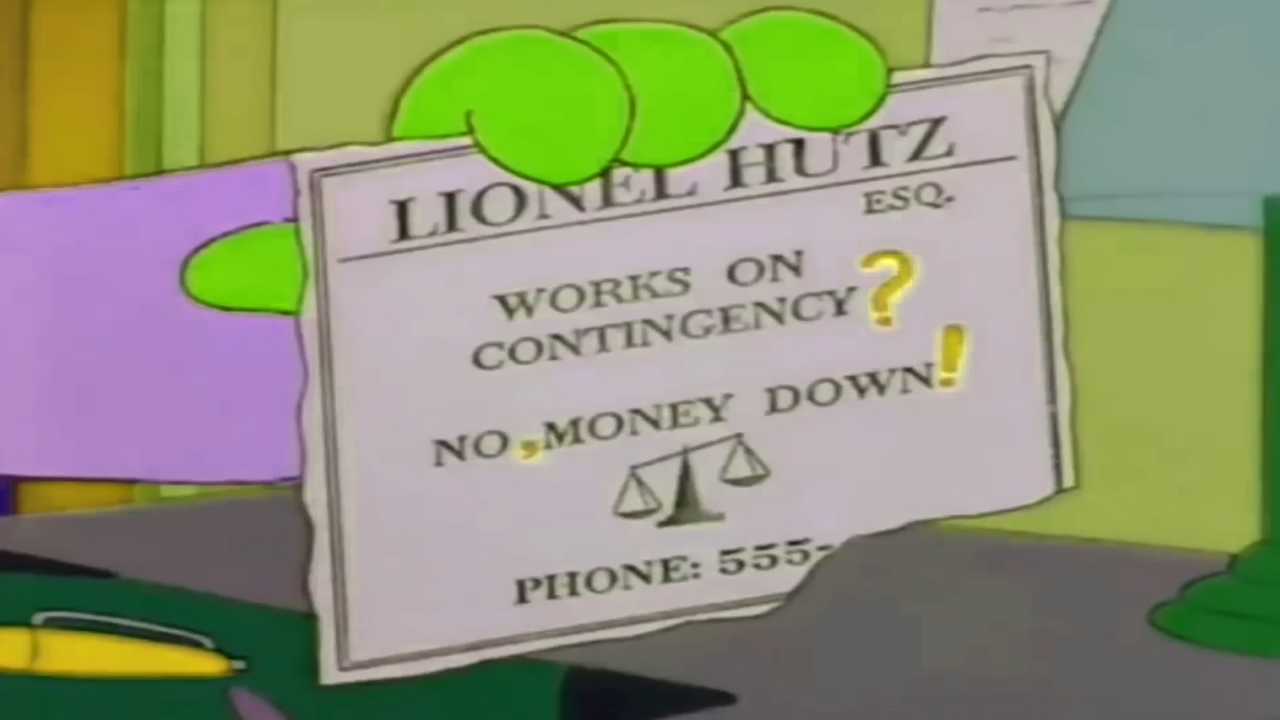 LIONEL HUTZ
ESQ.
WORKS ON
CONTINGENCY?
NO, MONEY DOWN!
PHONE: 555-